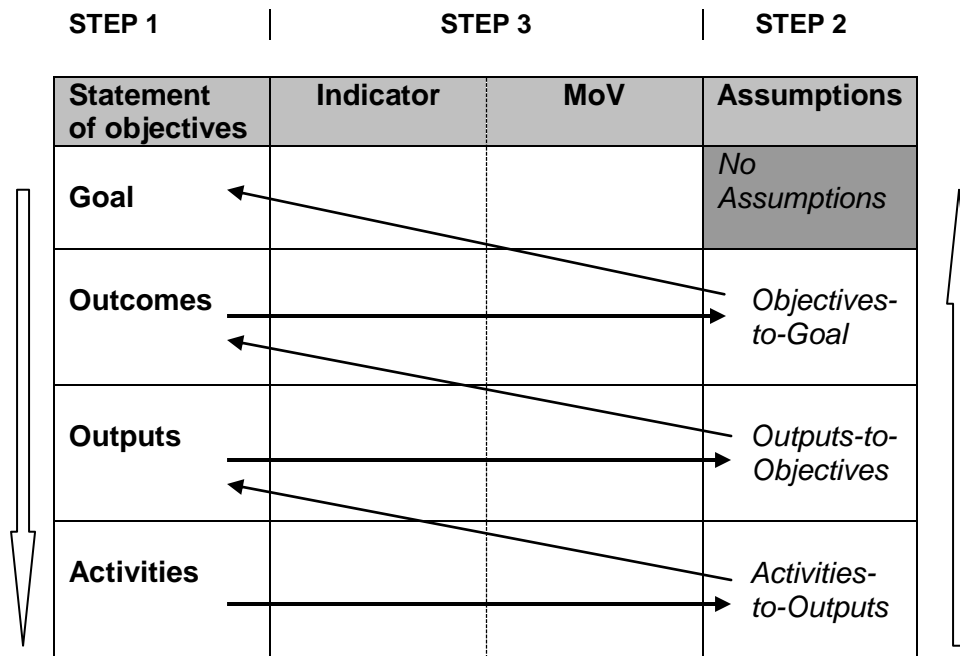 STEP 1 STEP 3 STEP 2
Statement
of objectives
Indicator
MoV
Assumptions
Goal
No
Assumptions
Outcomes
Objectives-
to-Goal
Outputs
Outputs-to-
Objectives
Activities
Activities-
to-Outputs